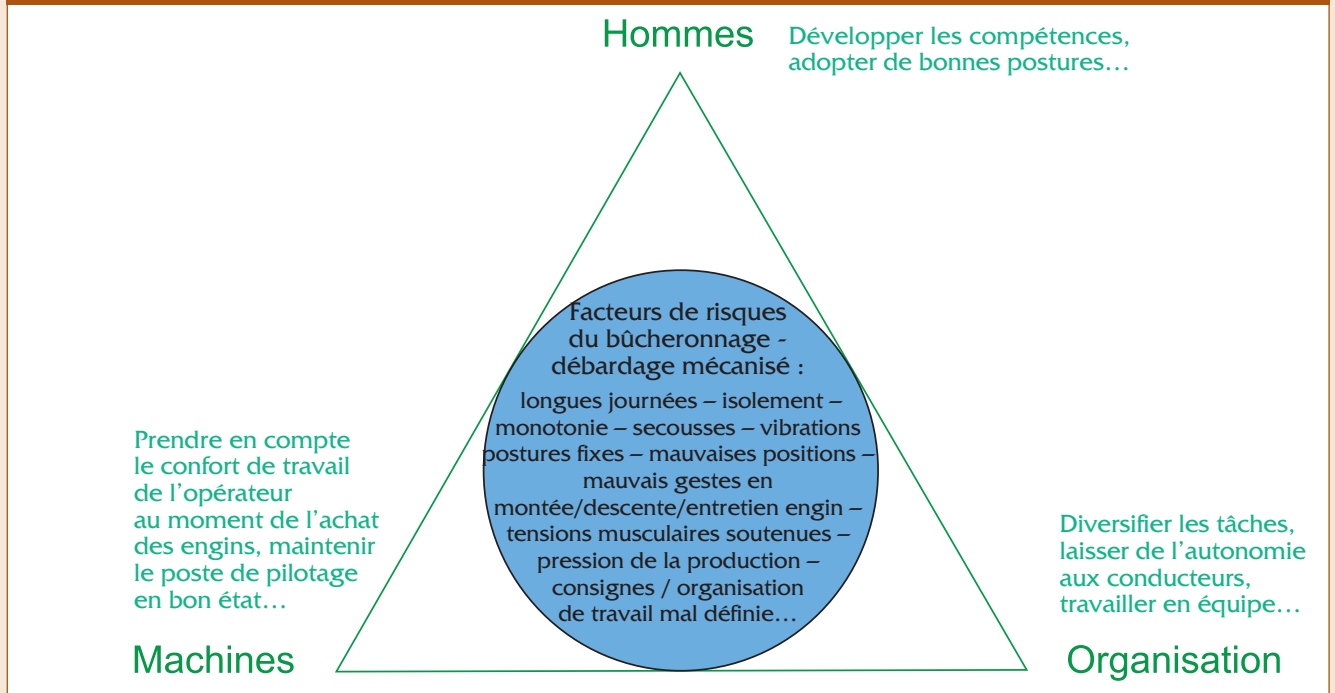 Hommes
Développer les compétences,
adopter de bonnes postures…
Facteurs de risques
du bûcheronnage -
débardage mécanisé :
longues journées – isolement –
monotonie – secousses – vibrations
postures fixes – mauvaises positions –
mauvais gestes en
montée/descente/entretien engin –
tensions musculaires soutenues –
pression de la production –
consignes / organisation
de travail mal définie…
Prendre en compte
le confort de travail
de l’opérateur
au moment de l’achat
des engins, maintenir
le poste de pilotage
en bon état…
Machines
Diversifier les tâches,
laisser de l’autonomie
aux conducteurs,
travailler en équipe…
Organisation